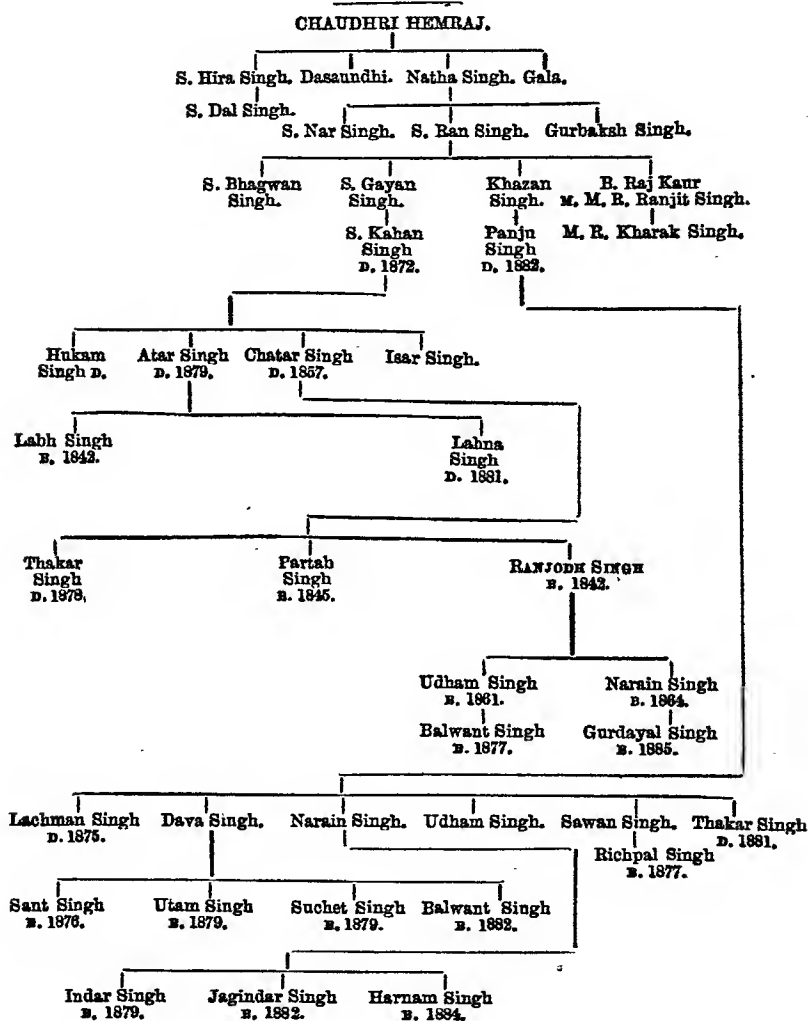 CHAUDHRI HEMRAJ.
S. Hira Singh. Dasaundhi. Natha Singh. Gala.
S. Dal Singh.
S. Nar Singh. S. Ran Singh. Gurbaksh Singh.
S. Bhagwan Singh. S. Gayan Singh. Khazan Singh. B. Raj Kaur
M. M. R. Ranjit Singh.
S. Kahan Singh D. 1872. Panju Singh D. 1882. M. R. Kharak Singh.
Hukam Singh D. Atar Singh D. 1879. Chatar Singh D. 1857. Isar Singh.
Labh Singh B. 1842. Lahna Singh D. 1881.
Thakar Singh D. 1878. Partab Singh B. 1845. RANJODH SINGH B. 1842.
Udham Singh B. 1861. Narain Singh B. 1864.
Balwant Singh B. 1877. Gurdayal Singh B. 1885.
Lachman Singh D. 1875. Dava Singh. Narain Singh. Udham Singh. Sawan Singh. Thakar Singh D. 1881.
Richpal Singh B. 1877.
Sant Singh B. 1876. Utam Singh B. 1879. Suchet Singh B. 1879. Balwant Singh B. 1882.
Indar Singh B. 1879. Jagindar Singh B. 1882. Harnam Singh B. 1884.